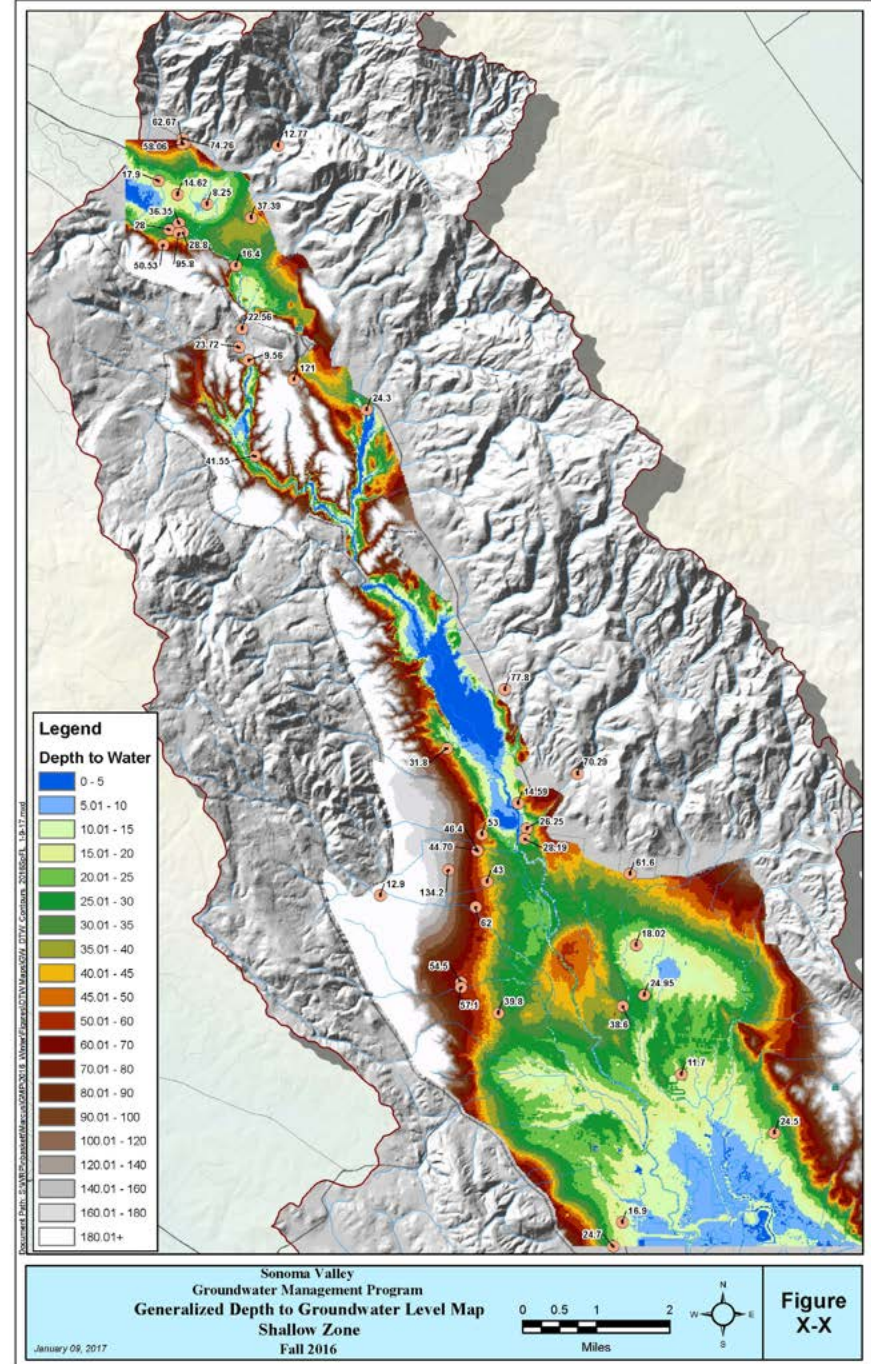 62.67
12.77
58.06
74.26
17.9
14.62
8.25
36.35
37.39
28
28.8
50.53
95.8
16.4
22.56
23.72
9.56
121
24.3
41.55
77.8
31.8
70.29
14.59
46.4
53
26.25
44.70
28.19
43
61.6
12.9
134.2
62
18.02
54.5
24.95
57.1
39.8
38.6
11.7
24.5
16.9
24.7
Legend
Depth to Water
0 - 5
5.01 - 10
10.01 - 15
15.01 - 20
20.01 - 25
25.01 - 30
30.01 - 35
35.01 - 40
40.01 - 45
45.01 - 50
50.01 - 60
60.01 - 70
70.01 - 80
80.01 - 90
90.01 - 100
100.01 - 120
120.01 - 140
140.01 - 160
160.01 - 180
180.01+
Sonoma Valley
Groundwater Management Program
Generalized Depth to Groundwater Level Map
Shallow Zone
Fall 2016
January 09, 2017
0 0.5 1 2
Miles
N
W E
S
Figure
X-X